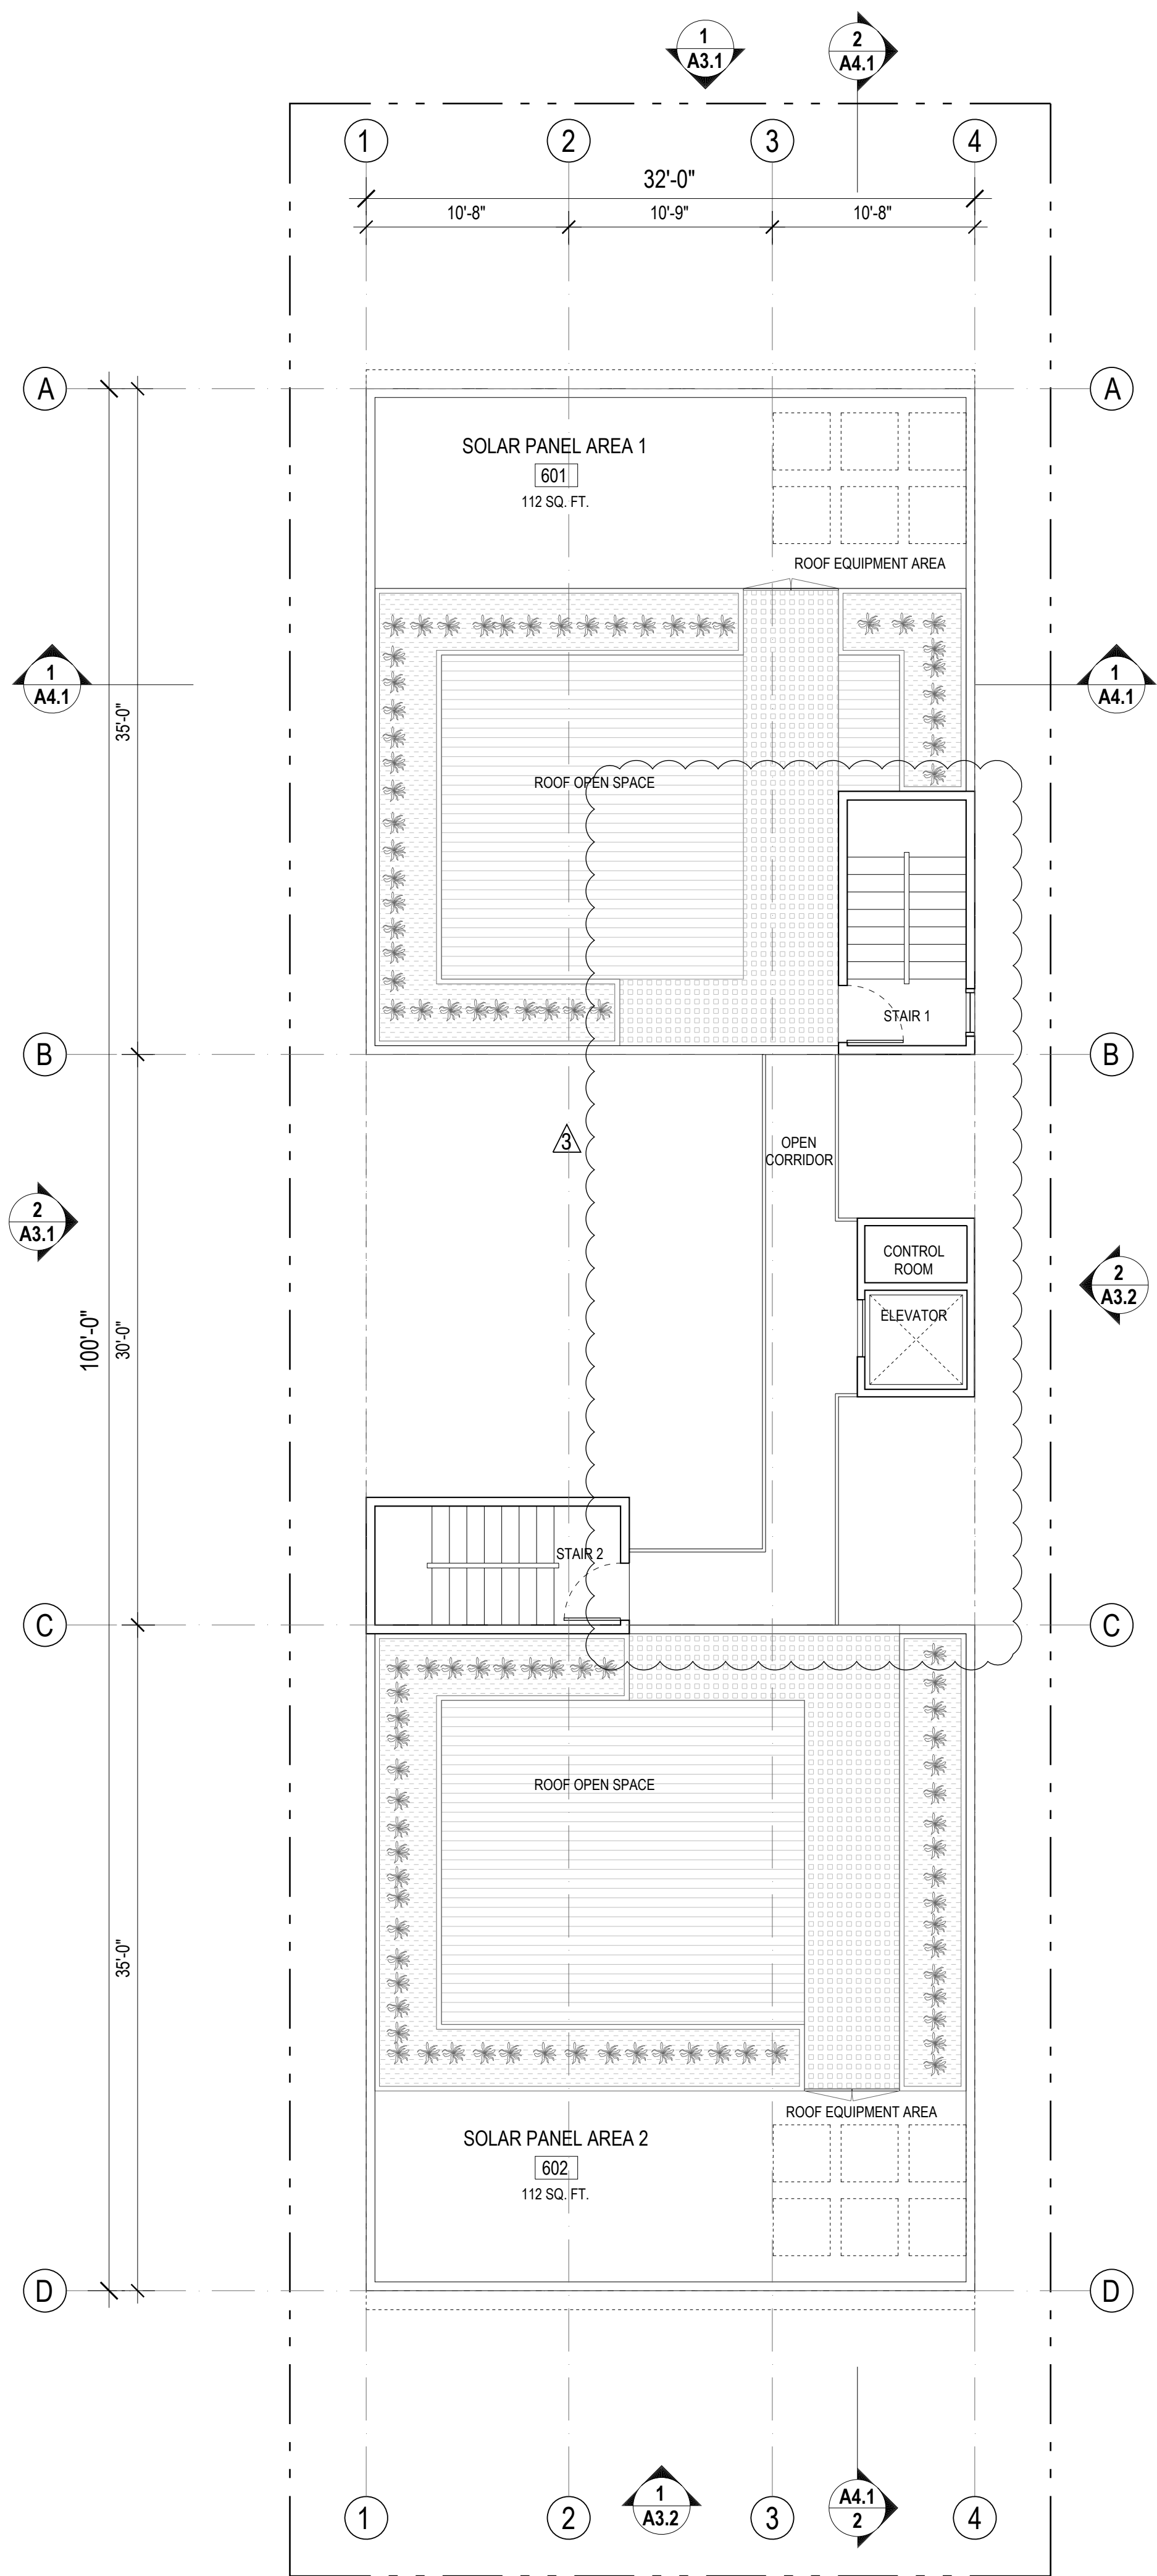 1
A3.1
2
A4.1
1
2
3
4
32'-0"
10'-8"
10'-9"
10'-8"
A
A
SOLAR PANEL AREA 1
601
112 SQ. FT.
ROOF EQUIPMENT AREA
1
A4.1
1
A4.1
35'-0"
ROOF OPEN SPACE
STAIR 1
B
B
3
OPEN
CORRIDOR
2
A3.1
CONTROL
ROOM
2
A3.2
ELEVATOR
100'-0"
30'-0"
STAIR 2
C
C
ROOF OPEN SPACE
35'-0"
ROOF EQUIPMENT AREA
SOLAR PANEL AREA 2
602
112 SQ. FT.
D
D
1
2
1
A3.2
3
A4.1
2
4